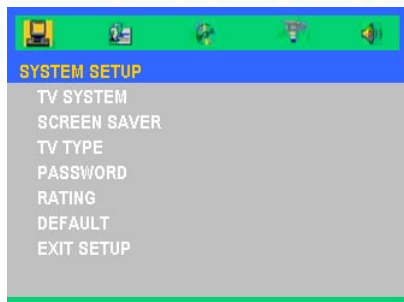 SYSTEM SETUP
TV SYSTEM
SCREEN SAVER
TV TYPE
PASSWORD
RATING
DEFAULT
EXIT SETUP